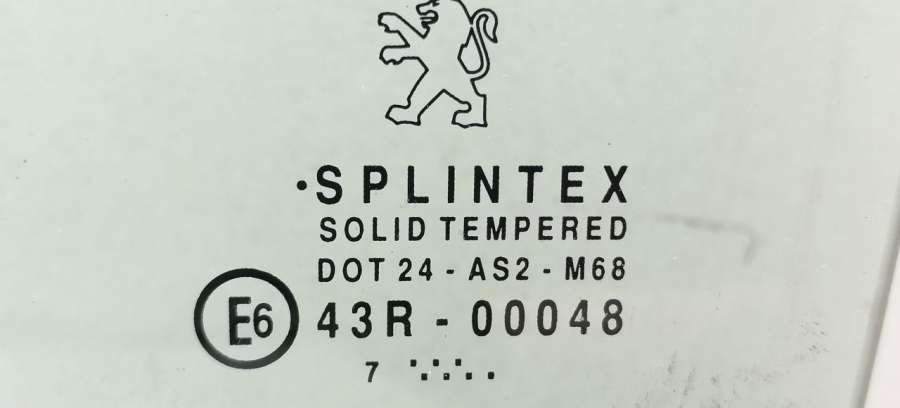 ·SPLINTEX
SOLID TEMPERED
DOT 24 - AS2 - M68
E6 43R - 00048
7